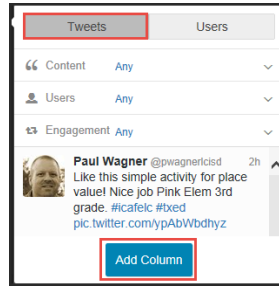 Tweets Users
Content Any
Users Any
Engagement Any
Paul Wagner @pwagnerlcisd 2h
Like this simple activity for place
value! Nice job Pink Elem 3rd
grade. #icafelc #txed
pic.twitter.com/ypAbWbdhyz
Add Column